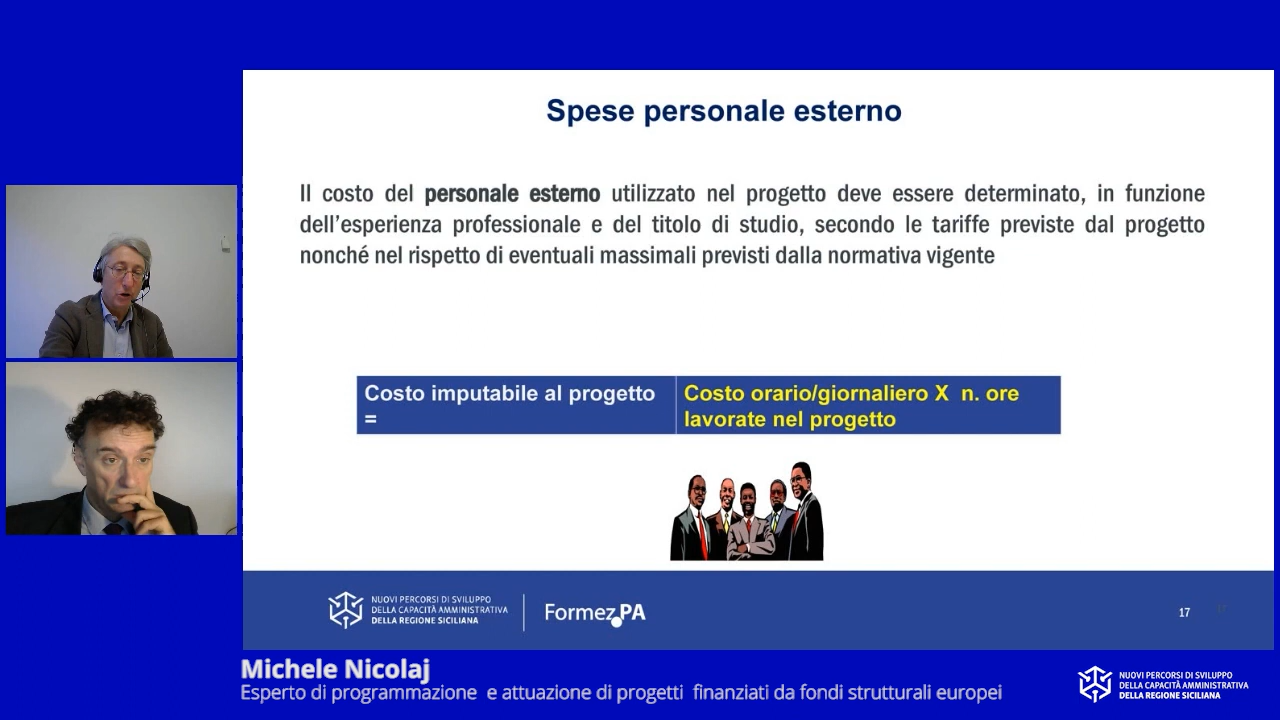 Spese personale esterno
Il costo del personale esterno utilizzato nel progetto deve essere determinato, in funzione
dell'esperienza professionale e del titolo di studio, secondo le tariffe previste dal progetto
nonché nel rispetto di eventuali massimali previsti dalla normativa vigente
Costo imputabile al progetto
=
Costo orario/giornaliero X n. ore
lavorate nel progetto
NUOVI PERCORSI DI SVILUPPO
DELLA CAPACITÀ AMMINISTRATIVA
DELLA REGIONE SICILIANA
Formez PA
17
17
Michele Nicolaj
Esperto di programmazione e attuazione di progetti finanziati da fondi strutturali europei
NUOVI PERCORSI DI SVILUPPO
DELLA CAPACITÀ AMMINISTRATIVA
DELLA REGIONE SICILIANA